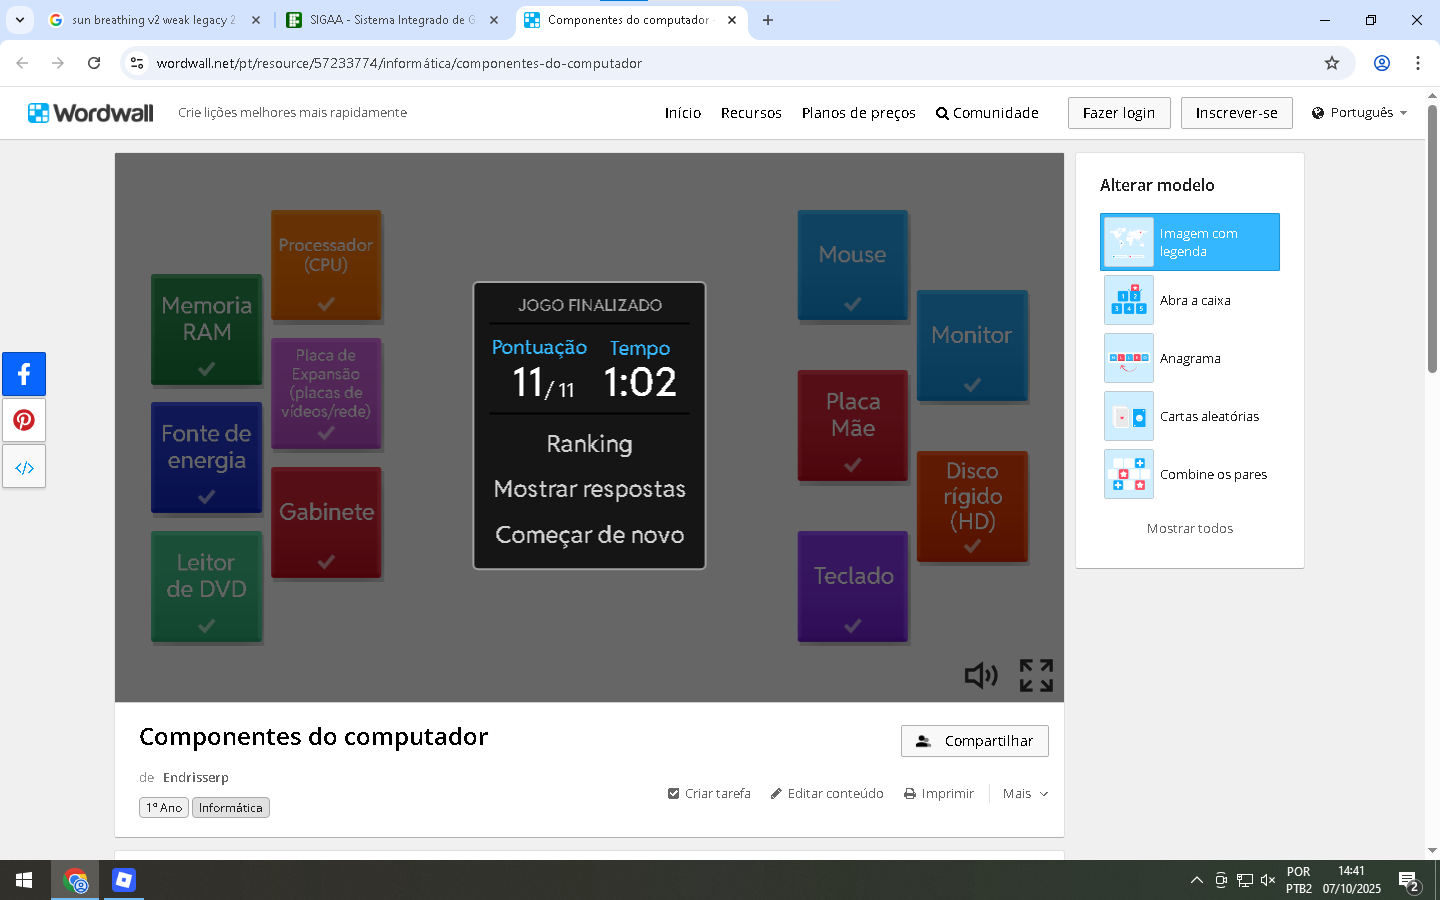 sun breathing v2 weak legacy 2
SIGAA - Sistema Integrado de G
Componentes do computador -
wordwall.net/pt/resource/57233774/informática/componentes-do-computador
Wordwall
Crie lições melhores mais rapidamente
Início
Recursos
Planos de preços
Comunidade
Fazer login
Inscrever-se
Português
Processador
(CPU)
Memoria
RAM
Placa de
Expansão
(placas de
vídeos/rede)
Fonte de
energia
Gabinete
Leitor
de DVD
JOGO FINALIZADO
Pontuação Tempo
11/ 11 1:02
Ranking
Mostrar respostas
Começar de novo
Mouse
Monitor
Placa
Mãe
Disco
rígido
(HD)
Teclado
Alterar modelo
Imagem com
legenda
Abra a caixa
Anagrama
Cartas aleatórias
Combine os pares
Mostrar todos
Componentes do computador
Compartilhar
de Endrisserp
1º Ano Informática
Criar tarefa
Editar conteúdo
Imprimir
Mais
POR
PTB2
14:41
07/10/2025
2